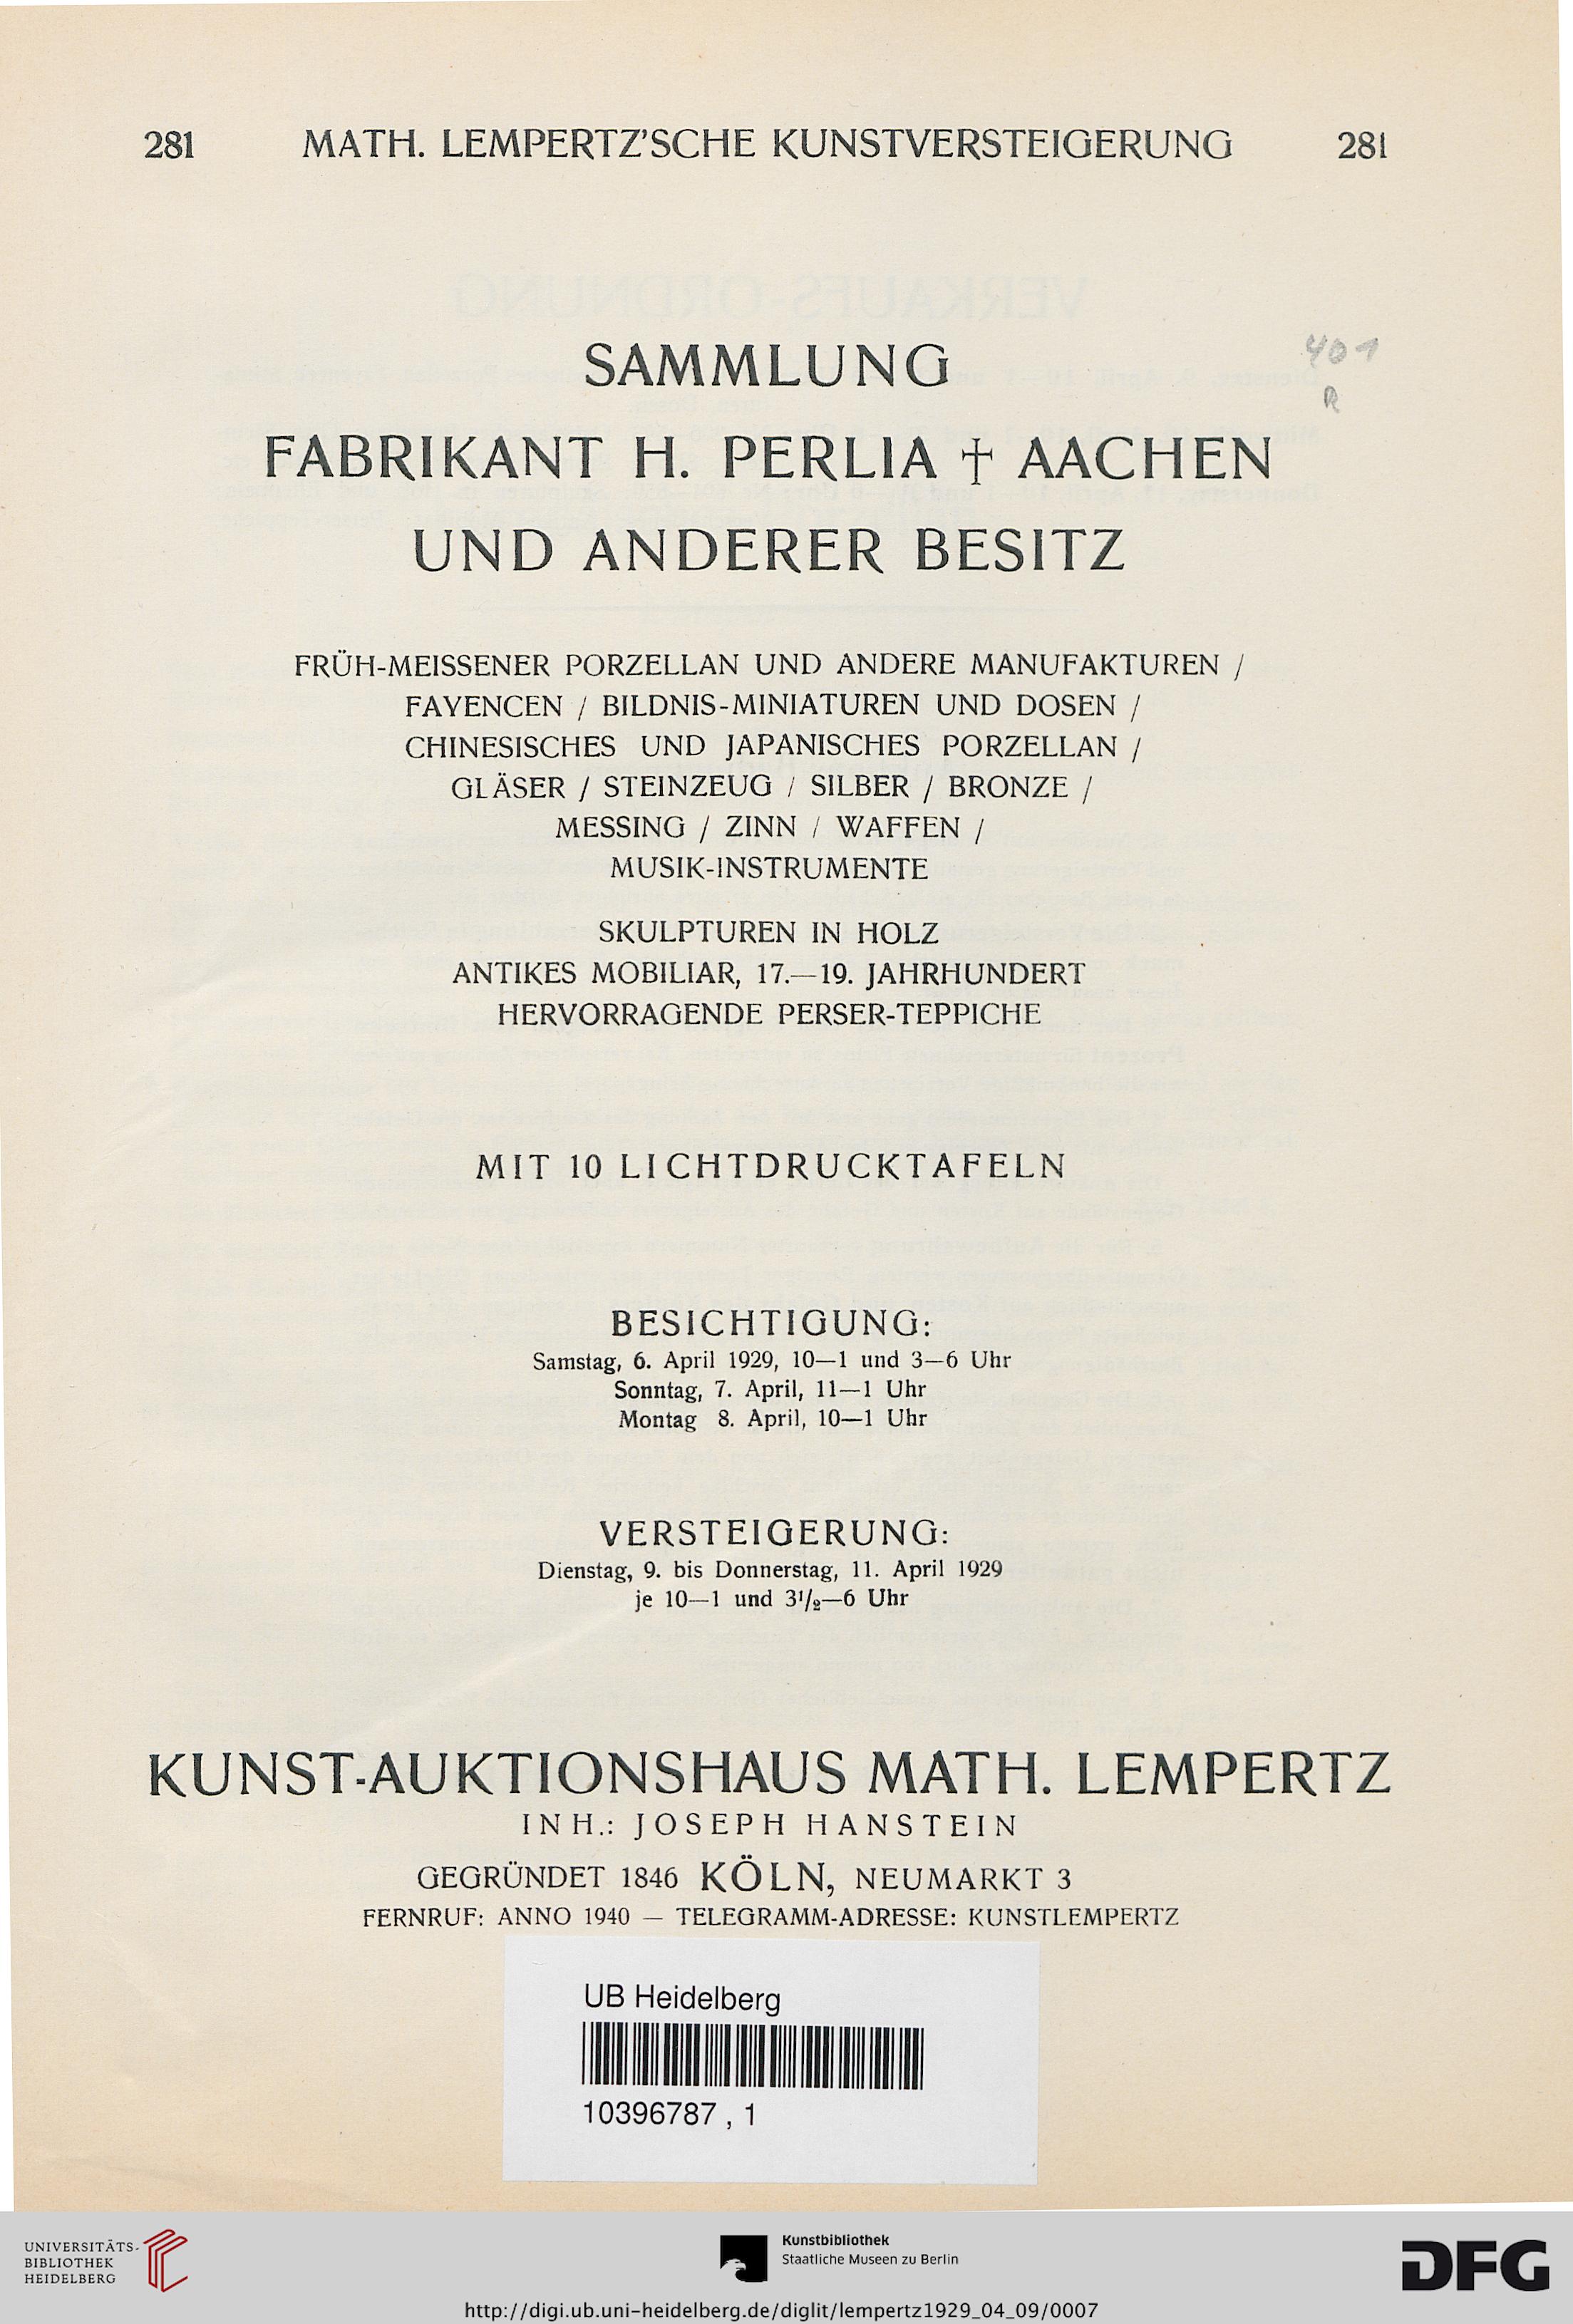 281 MATH. LEMPERTZ'SCHE KUNSTVERSTEIGERUNG 281
SAMMLUNG
401
R
FABRIKANT H. PERLIA † AACHEN
UND ANDERER BESITZ
FRÜH-MEISSENER PORZELLAN UND ANDERE MANUFAKTUREN /
FAYENCEN / BILDNIS-MINIATUREN UND DOSEN /
CHINESISCHES UND JAPANISCHES PORZELLAN /
GLÄSER / STEINZEUG / SILBER / BRONZE /
MESSING / ZINN / WAFFEN /
MUSIK-INSTRUMENTE
SKULPTUREN IN HOLZ
ANTIKES MOBILIAR, 17.—19. JAHRHUNDERT
HERVORRAGENDE PERSER-TEPPICHE
MIT 10 LICHTDRUCKTAFELN
BESICHTIGUNG:
Samstag, 6. April 1929, 10—1 und 3—6 Uhr
Sonntag, 7. April, 11—1 Uhr
Montag 8. April, 10—1 Uhr
VERSTEIGERUNG:
Dienstag, 9. bis Donnerstag, 11. April 1929
je 10—1 und 3½—6 Uhr
KUNST-AUKTIONSHAUS MATH. LEMPERTZ
INH.: JOSEPH HANSTEIN
GEGRÜNDET 1846 KÖLN, NEUMARKT 3
FERNRUF: ANNO 1940 — TELEGRAMM-ADRESSE: KUNSTLEMPERTZ
UB Heidelberg
10396787 , 1
UNIVERSITÄTS-
BIBLIOTHEK
HEIDELBERG
Kunstbibliothek
Staatliche Museen zu Berlin
DFG
http://digi.ub.uni-heidelberg.de/diglit/lempertz1929_04_09/0007